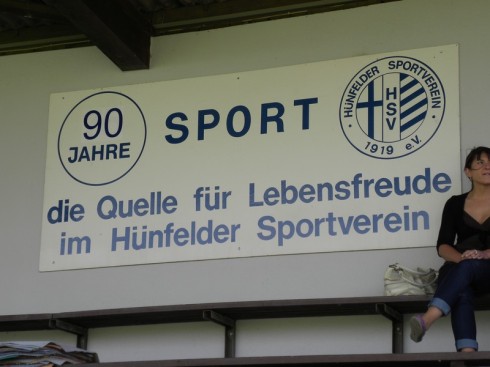 90
JAHRE
SPORT
HÜNFELDER SPORTVEREIN
HSV
1919 e.V.
die Quelle für Lebensfreude
im Hünfelder Sportverein